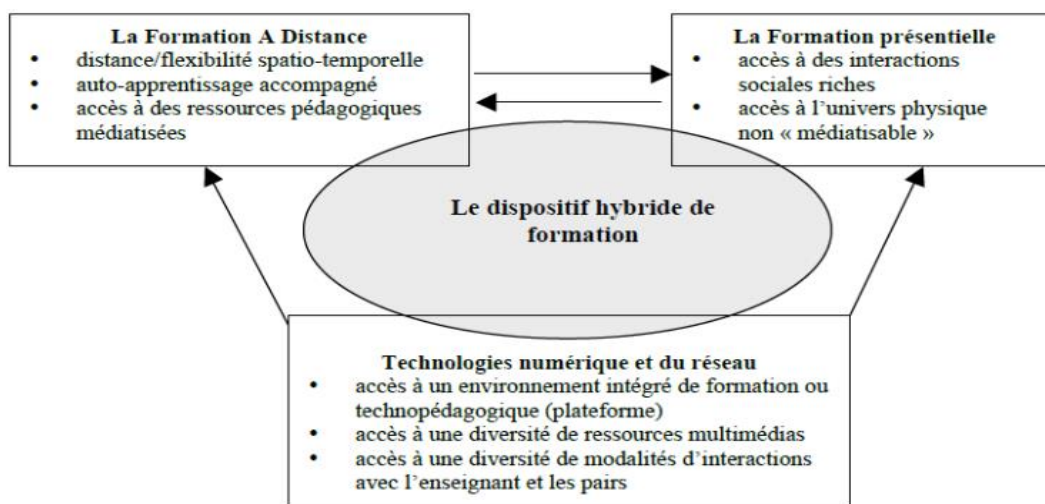 La Formation A Distance
• distance/flexibilité spatio-temporelle
• auto-apprentissage accompagné
• accès à des ressources pédagogiques
médiatisées
La Formation présentielle
• accès à des interactions
sociales riches
• accès à l'univers physique
non « médiatisable »
Le dispositif hybride de
formation
Technologies numérique et du réseau
• accès à un environnement intégré de formation ou
technopédagogique (plateforme)
• accès à une diversité de ressources multimédias
• accès à une diversité de modalités d'interactions
avec l'enseignant et les pairs